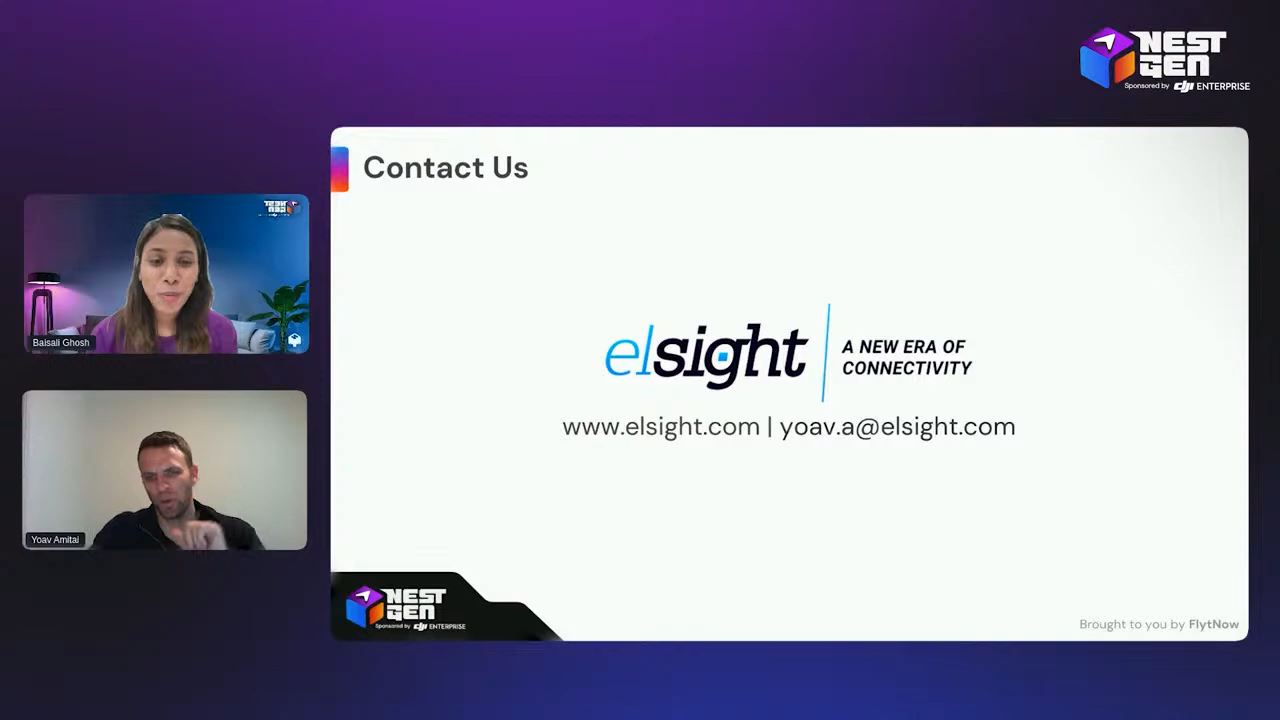 NEST
GEN
Sponsored by dji ENTERPRISE
Contact Us
Baisali Ghosh
elsight
A NEW ERA OF
CONNECTIVITY
www.elsight.com | yoav.a@elsight.com
Yoav Amitai
NEST
GEN
Sponsored by dji ENTERPRISE
Brought to you by FlytNow